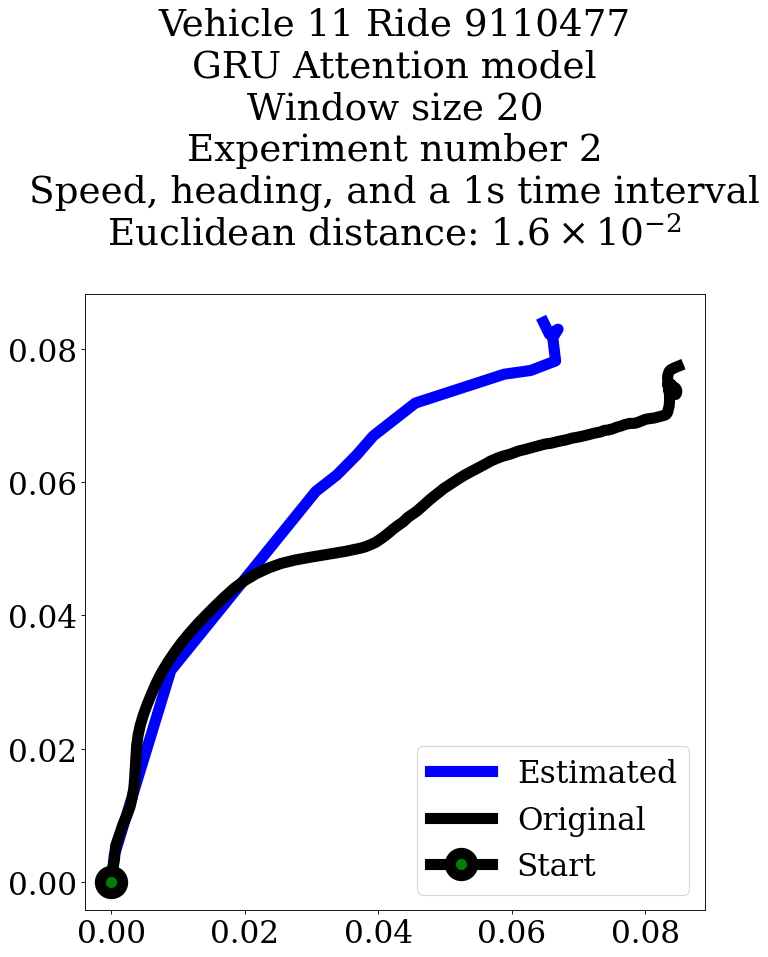 Vehicle 11 Ride 9110477
GRU Attention model
Window size 20
Experiment number 2
Speed, heading, and a 1s time interval
Euclidean distance: 1.6 × 10⁻²
0.08
0.06
0.04
0.02
0.00
Estimated
Original
Start
0.00 0.02 0.04 0.06 0.08